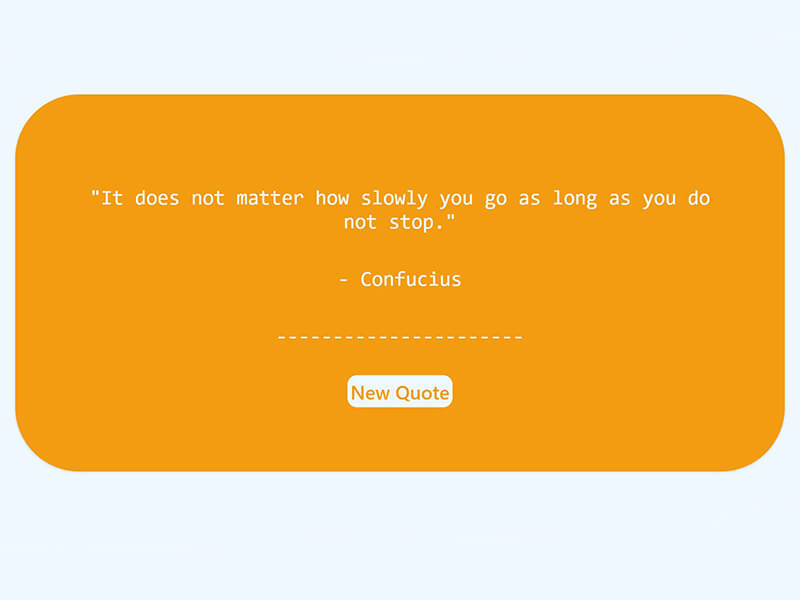 "It does not matter how slowly you go as long as you do
not stop."
- Confucius
----------------------
New Quote